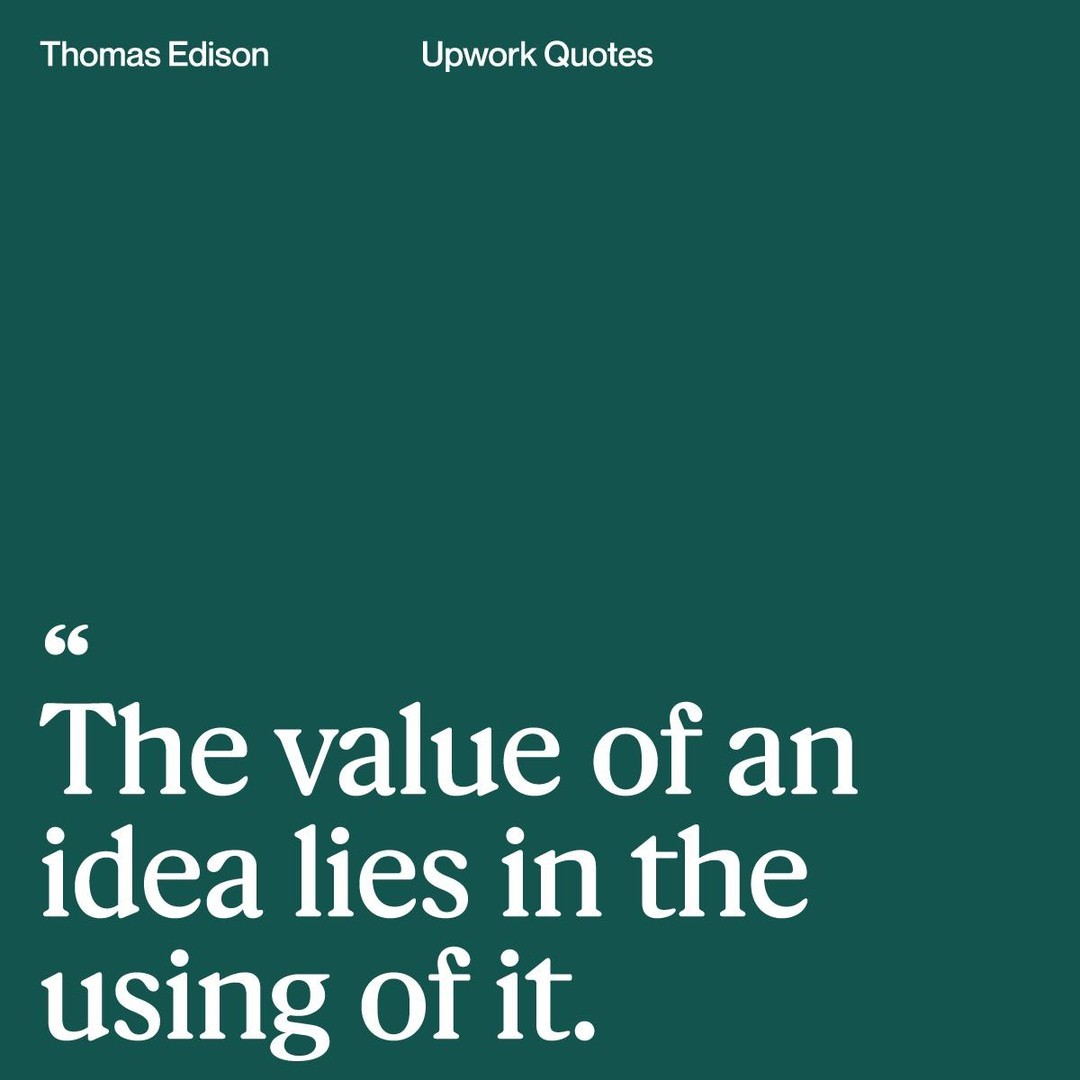 Thomas Edison
Upwork Quotes
“
The value of an
idea lies in the
using of it.